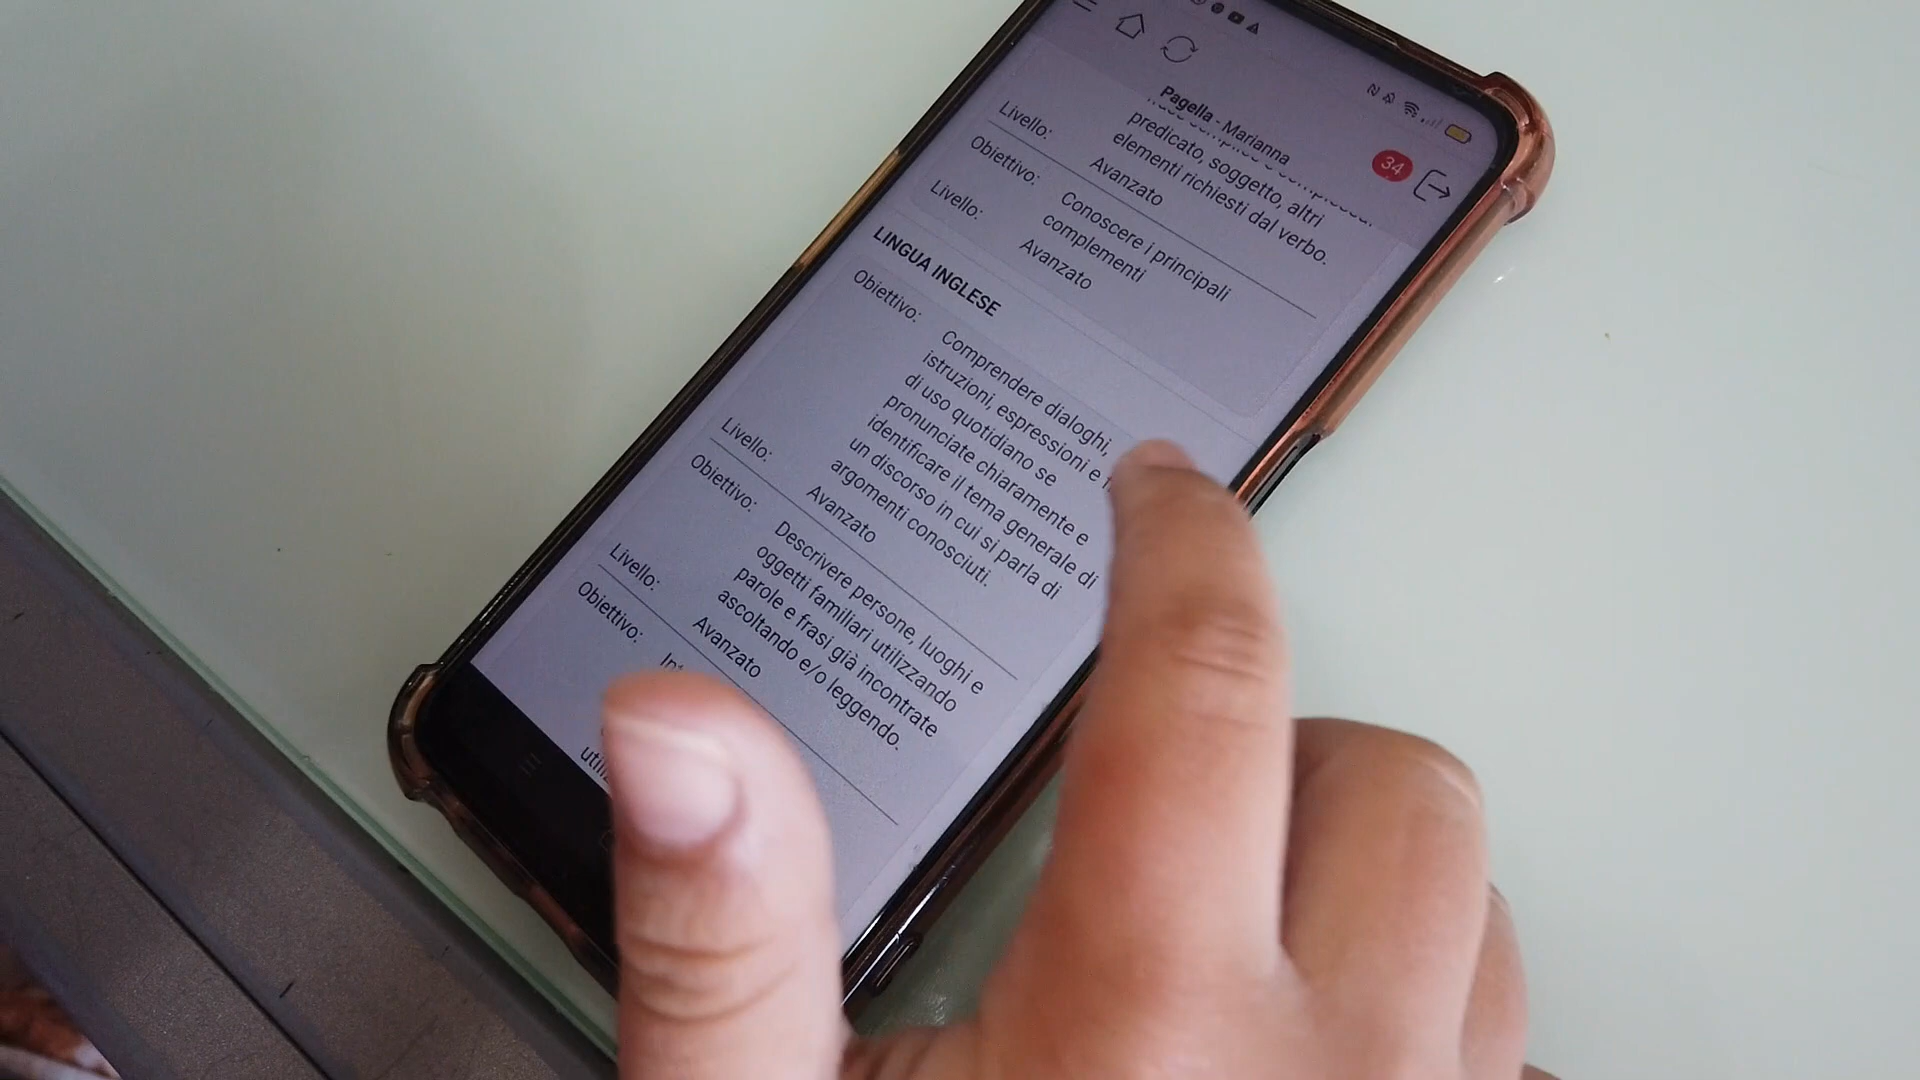 Pagella - Marianna
34
predicato, soggetto, altri
elementi richiesti dal verbo.
Livello: Avanzato
Obiettivo: Conoscere i principali
complementi
Livello: Avanzato
LINGUA INGLESE
Obiettivo: Comprendere dialoghi,
istruzioni, espressioni e
di uso quotidiano se
pronunciate chiaramente e
identificare il tema generale di
un discorso in cui si parla di
argomenti conosciuti.
Livello: Avanzato
Obiettivo: Descrivere persone, luoghi e
oggetti familiari utilizzando
parole e frasi già incontrate
ascoltando e/o leggendo.
Livello: Avanzato
Obiettivo: